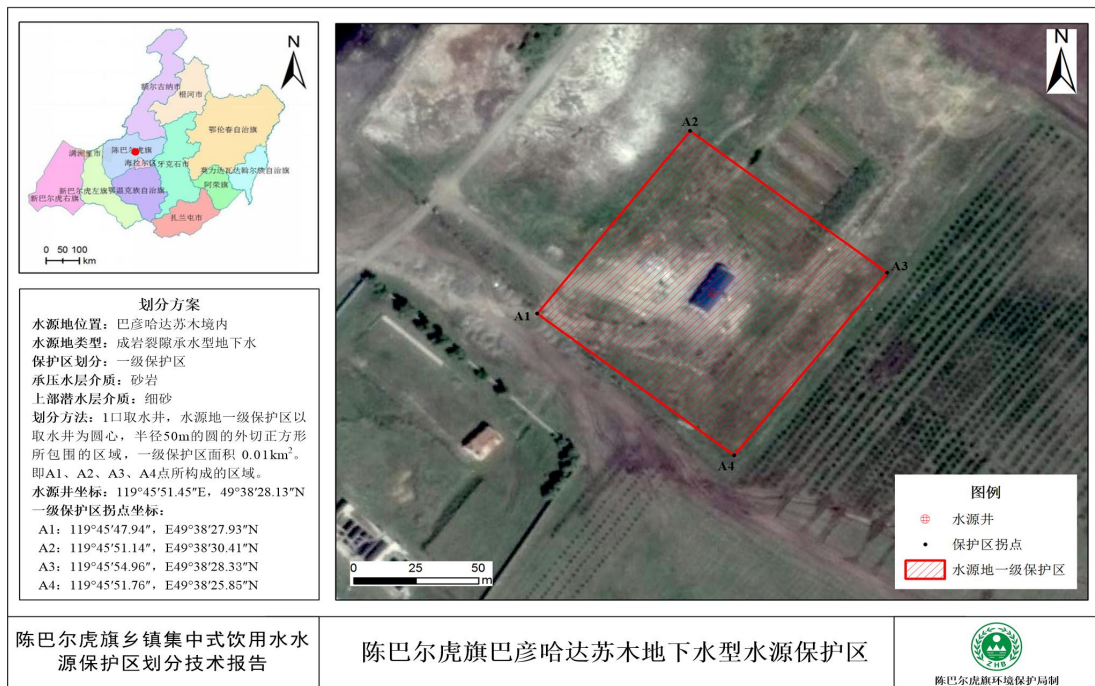 N
额尔古纳市
根河市
鄂伦春自治旗
陈巴尔虎旗
满洲里市
海拉尔区
牙克石市
莫力达瓦达斡尔族自治旗
新巴尔虎左旗
鄂温克族自治旗
阿荣旗
新巴尔虎右旗
扎兰屯市
0 50 100
km
划分方案
水源地位置：巴彦哈达苏木境内
水源地类型：成岩裂隙承水型地下水
保护区划分：一级保护区
承压水层介质：砂岩
上部潜水层介质：细砂
划分方法：1口取水井，水源地一级保护区以
取水井为圆心，半径50m的圆的外切正方形
所包围的区域，一级保护区面积 0.01km²。
即A1、A2、A3、A4点所构成的区域。
水源井坐标：119°45′51.45″E，49°38′28.13″N
一级保护区拐点坐标：
A1：119°45′47.94″，E49°38′27.93″N
A2：119°45′51.14″，E49°38′30.41″N
A3：119°45′54.96″，E49°38′28.33″N
A4：119°45′51.76″，E49°38′25.85″N
N
A2
A3
A1
A4
0 25 50
m
图例
水源井
保护区拐点
水源地一级保护区
陈巴尔虎旗乡镇集中式饮用水水
源保护区划分技术报告
陈巴尔虎旗巴彦哈达苏木地下水型水源保护区
ZHB
陈巴尔虎旗环境保护局制